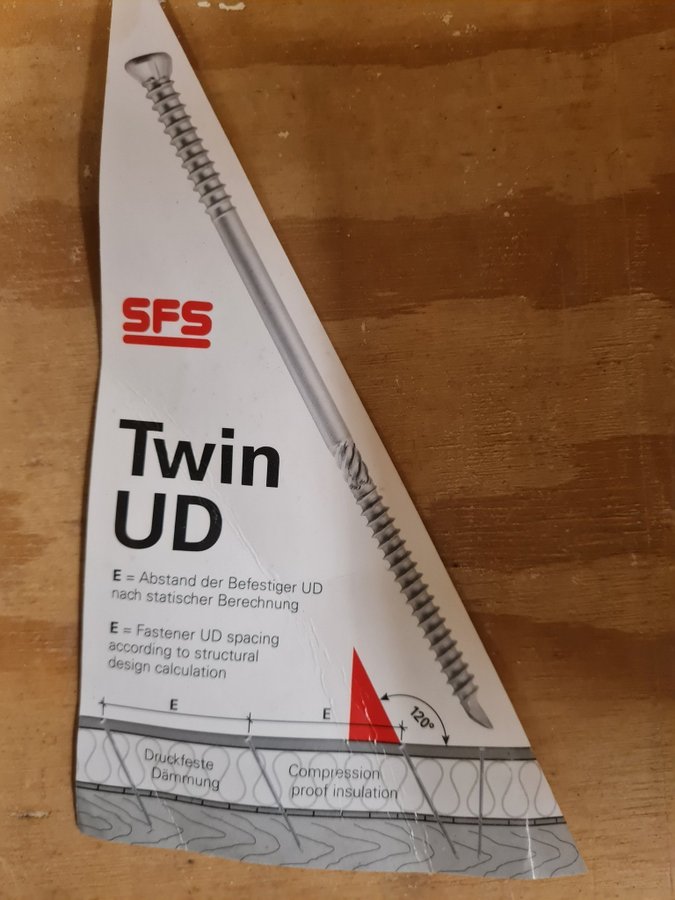 SFS
Twin
UD
E = Abstand der Befestiger UD
nach statischer Berechnung
E = Fastener UD spacing
according to structural
design calculation
E
E
120°
Druckfeste
Dämmung
Compression
proof insulation